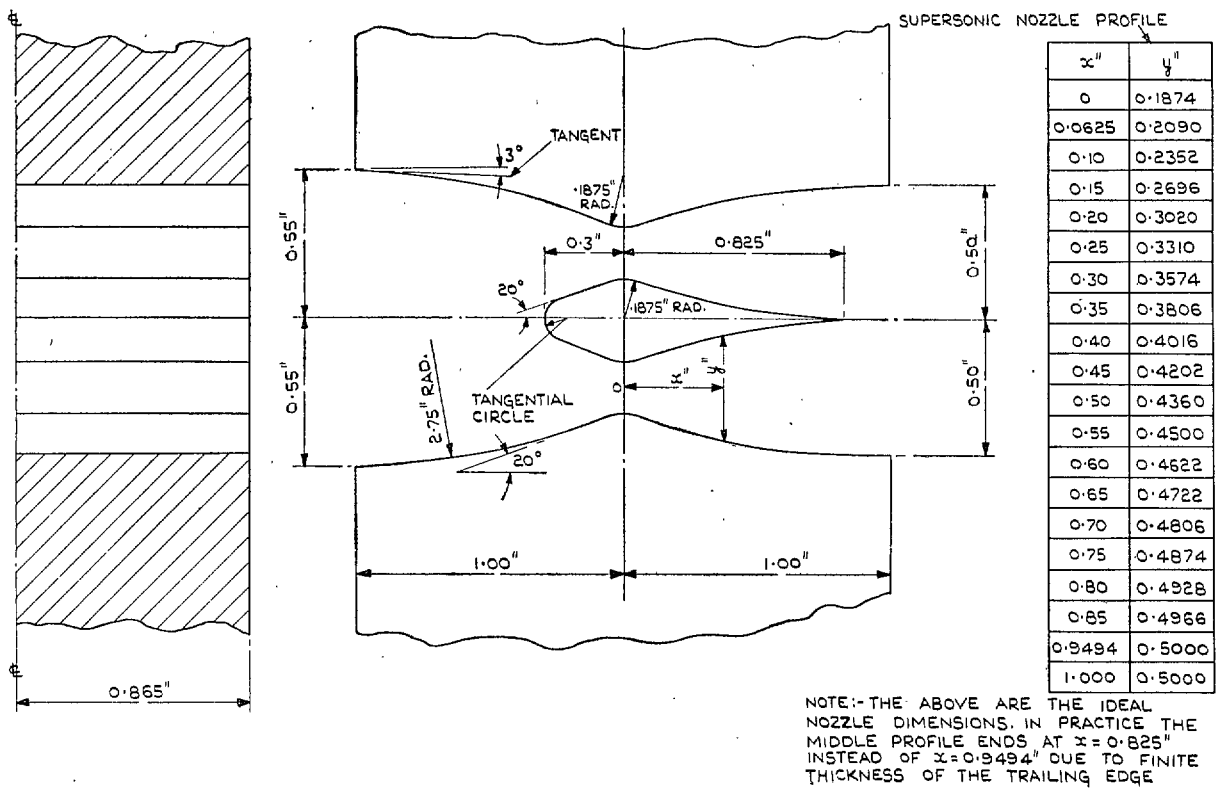 ℄
SUPERSONIC NOZZLE PROFILE
x" y"
0 0·1874
0·0625 0·2090
0·10 0·2352
0·15 0·2696
0·20 0·3020
0·25 0·3310
0·30 0·3574
0·35 0·3806
0·40 0·4016
0·45 0·4202
0·50 0·4360
0·55 0·4500
0·60 0·4622
0·65 0·4722
0·70 0·4806
0·75 0·4874
0·80 0·4928
0·85 0·4966
0·9494 0·5000
1·000 0·5000
3°
TANGENT
·1875"
RAD.
0·55"
0·3"
0·825"
0·50"
20°
·1875" RAD.
0·55"
2·75" RAD.
TANGENTIAL
CIRCLE
20°
0
x"
y"
0·50"
1·00"
1·00"
℄
0·865"
NOTE:- THE ABOVE ARE THE IDEAL
NOZZLE DIMENSIONS. IN PRACTICE THE
MIDDLE PROFILE ENDS AT x = 0·825"
INSTEAD OF x = 0·9494" DUE TO FINITE
THICKNESS OF THE TRAILING EDGE